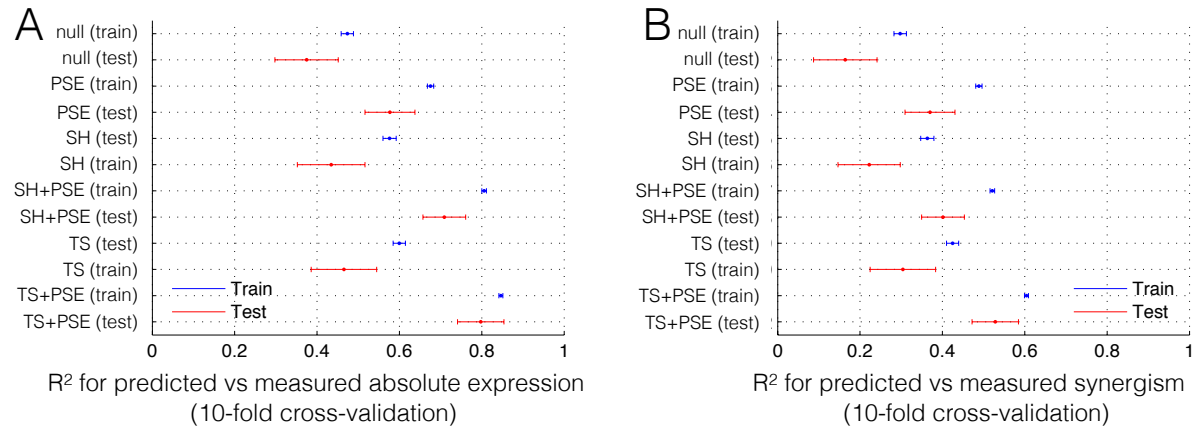 A
null (train)
null (test)
PSE (train)
PSE (test)
SH (test)
SH (train)
SH+PSE (train)
SH+PSE (test)
TS (test)
TS (train)
TS+PSE (train)
TS+PSE (test)
Train
Test
0 0.2 0.4 0.6 0.8 1
R² for predicted vs measured absolute expression
(10-fold cross-validation)
B
null (train)
null (test)
PSE (train)
PSE (test)
SH (test)
SH (train)
SH+PSE (train)
SH+PSE (test)
TS (test)
TS (train)
TS+PSE (train)
TS+PSE (test)
Train
Test
0 0.2 0.4 0.6 0.8 1
R² for predicted vs measured synergism
(10-fold cross-validation)